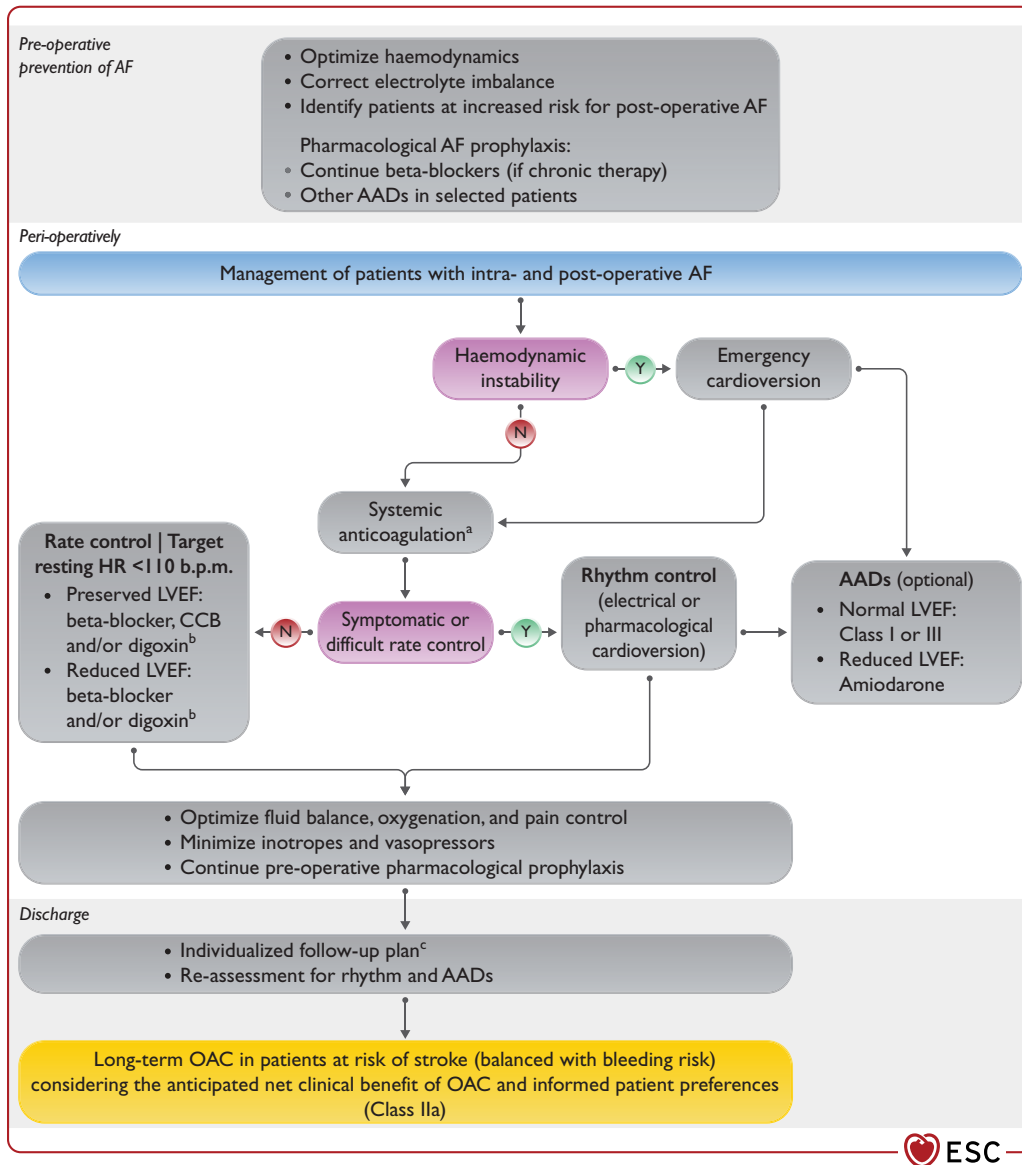 Pre-operative
prevention of AF
• Optimize haemodynamics
• Correct electrolyte imbalance
• Identify patients at increased risk for post-operative AF
Pharmacological AF prophylaxis:
• Continue beta-blockers (if chronic therapy)
• Other AADs in selected patients
Peri-operatively
Management of patients with intra- and post-operative AF
Haemodynamic
instability
Y
Emergency
cardioversion
N
Systemic
anticoagulationᵃ
Rate control | Target
resting HR <110 b.p.m.
• Preserved LVEF:
beta-blocker, CCB
and/or digoxinᵇ
• Reduced LVEF:
beta-blocker
and/or digoxinᵇ
N
Symptomatic or
difficult rate control
Y
Rhythm control
(electrical or
pharmacological
cardioversion)
AADs (optional)
• Normal LVEF:
Class I or III
• Reduced LVEF:
Amiodarone
• Optimize fluid balance, oxygenation, and pain control
• Minimize inotropes and vasopressors
• Continue pre-operative pharmacological prophylaxis
Discharge
• Individualized follow-up planᶜ
• Re-assessment for rhythm and AADs
Long-term OAC in patients at risk of stroke (balanced with bleeding risk)
considering the anticipated net clinical benefit of OAC and informed patient preferences
(Class IIa)
ESC